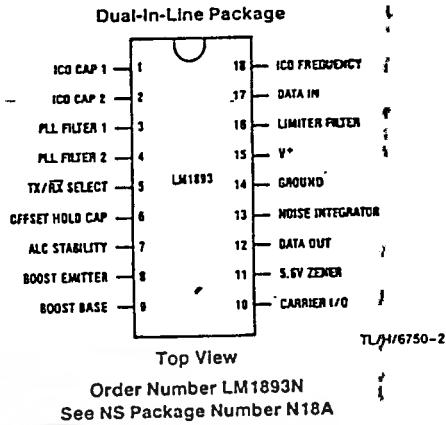 Dual-In-Line Package
ICO CAP 1 1
ICO CAP 2 2
PLL FILTER 1 3
PLL FILTER 2 4
TX/RX SELECT 5
OFFSET HOLD CAP 6
ALC STABILITY 7
BOOST EMITTER 8
BOOST BASE 9
LM1893
18 ICO FREQUENCY
17 DATA IN
16 LIMITER FILTER
15 V+
14 GROUND
13 NOISE INTEGRATOR
12 DATA OUT
11 5.6V ZENER
10 CARRIER I/O
TL/H/6750-2
Top View
Order Number LM1893N
See NS Package Number N18A